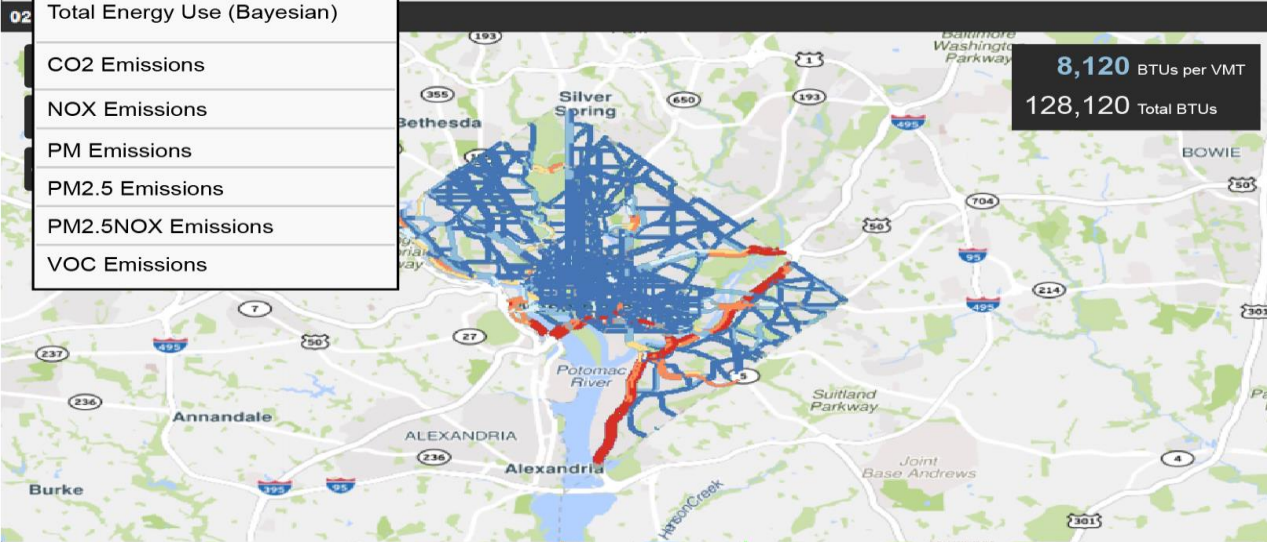 02
Total Energy Use (Bayesian)
CO2 Emissions
NOX Emissions
PM Emissions
PM2.5 Emissions
PM2.5NOX Emissions
VOC Emissions
8,120 BTUs per VMT
128,120 Total BTUs
193
Baltimore
Washington
Parkway
1
355
Silver
Spring
650
193
495
Bethesda
BOWIE
50
704
50
95
214
495
301
7
27
50
495
237
Potomac
River
5
Suitland
Parkway
236
Annandale
ALEXANDRIA
236
Alexandria
Joint
Base Andrews
4
Burke
395
95
HensonCreek
301